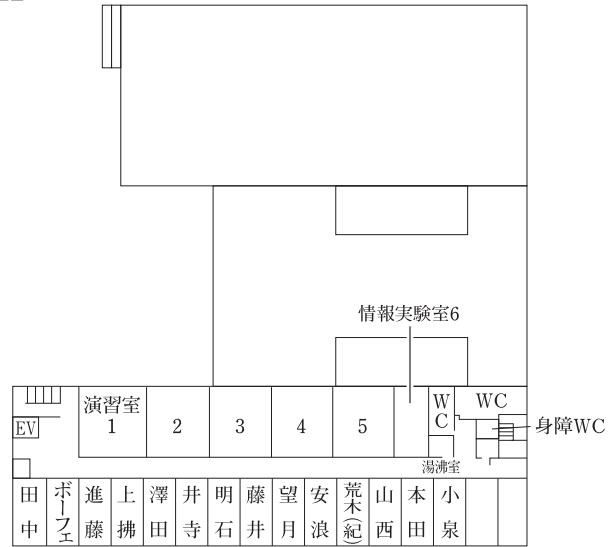 情報実験室6
演習室
1
2
3
4
5
WC
WC
身障WC
EV
湯沸室
田中
ボーフェ
進藤
上拂
澤田
井寺
明石
藤井
望月
安浪
荒木(紀)
山西
本田
小泉